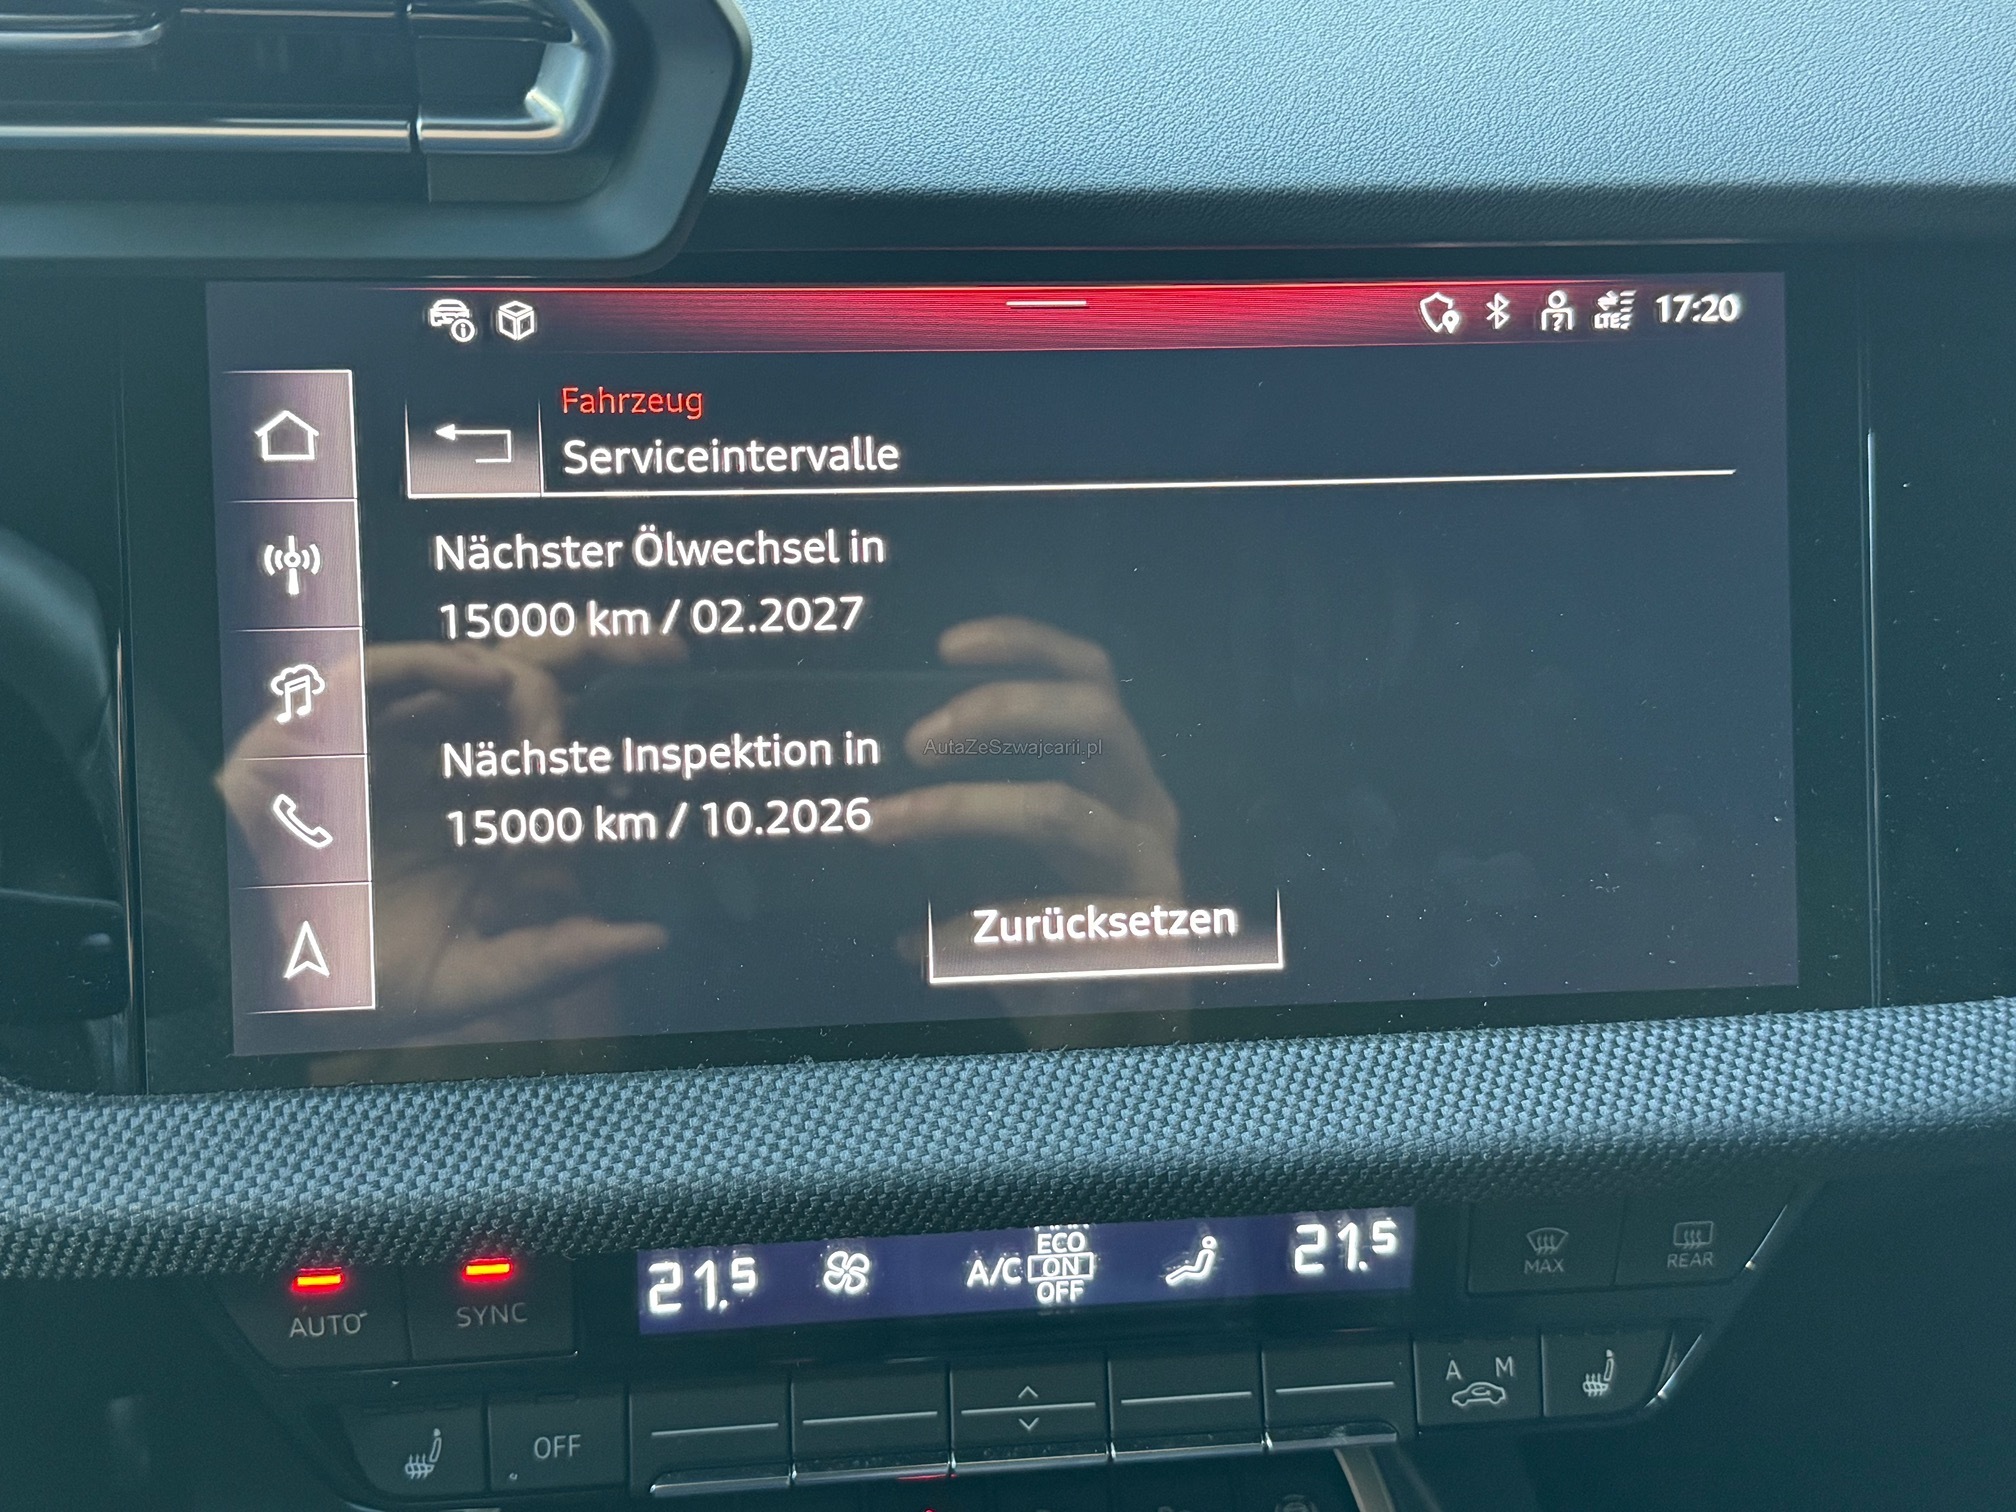 LTE
17:20
Fahrzeug
Serviceintervalle
Nächster Ölwechsel in
15000 km / 02.2027
Nächste Inspektion in
AutaZeSzwajcarii.pl
15000 km / 10.2026
Zurücksetzen
AUTO
SYNC
21.5
A/C
ECO
ON
OFF
21.5
MAX
REAR
OFF
A M